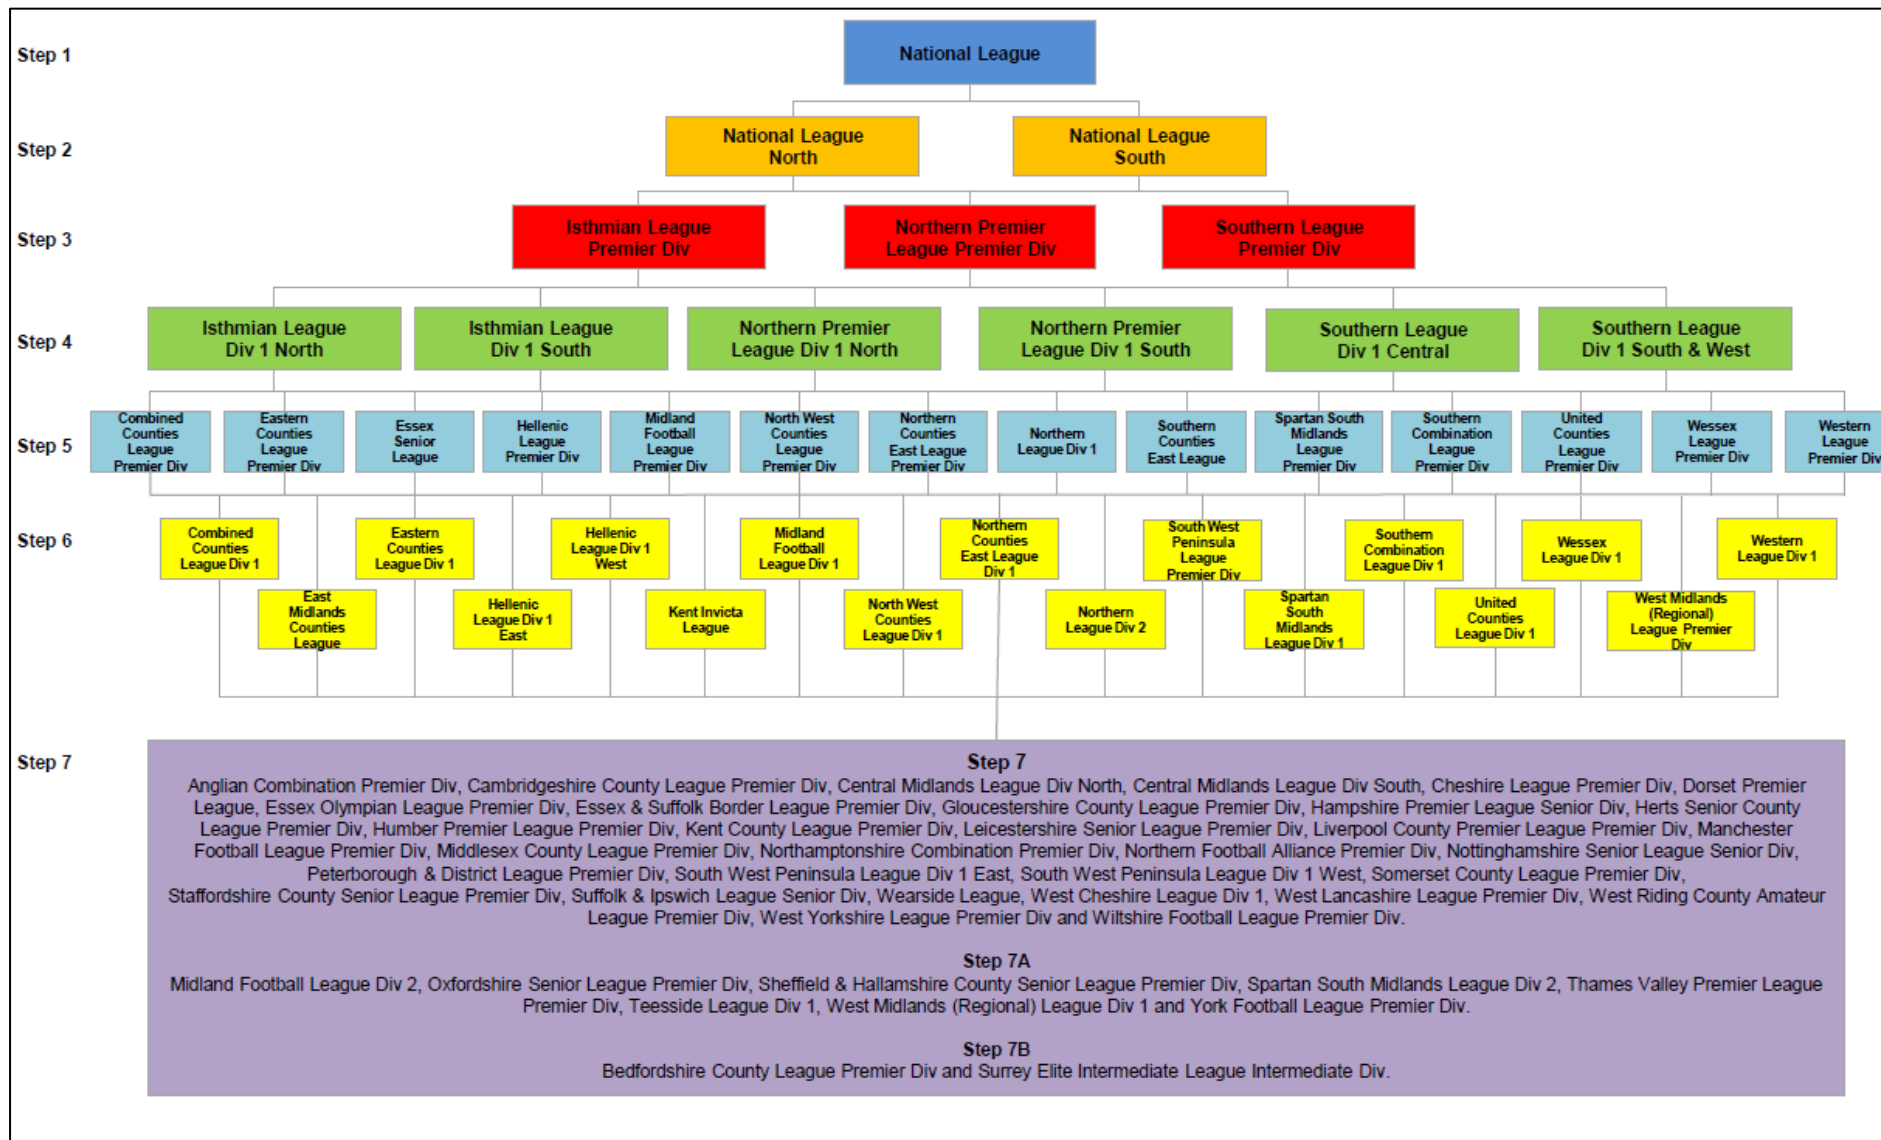 Step 1
National League
Step 2
National League
North
National League
South
Step 3
Isthmian League
Premier Div
Northern Premier
League Premier Div
Southern League
Premier Div
Step 4
Isthmian League
Div 1 North
Isthmian League
Div 1 South
Northern Premier
League Div 1 North
Northern Premier
League Div 1 South
Southern League
Div 1 Central
Southern League
Div 1 South & West
Step 5
Combined
Counties
League
Premier Div
Eastern
Counties
League
Premier Div
Essex
Senior
League
Hellenic
League
Premier Div
Midland
Football
League
Premier Div
North West
Counties
League
Premier Div
Northern
Counties
East League
Premier Div
Northern
League Div 1
Southern
Counties
East League
Spartan South
Midlands
League
Premier Div
Southern
Combination
League
Premier Div
United
Counties
League
Premier Div
Wessex
League
Premier Div
Western
League
Premier Div
Step 6
Combined
Counties
League Div 1
East
Midlands
Counties
League
Eastern
Counties
League Div 1
Hellenic
League Div 1
East
Hellenic
League Div 1
West
Kent Invicta
League
Midland
Football
League Div 1
North West
Counties
League Div 1
Northern
Counties
East League
Div 1
Northern
League Div 2
South West
Peninsula
League
Premier Div
Spartan
South
Midlands
League Div 1
Southern
Combination
League Div 1
United
Counties
League Div 1
Wessex
League Div 1
West Midlands
(Regional)
League Premier
Div
Western
League Div 1
Step 7
Step 7
Anglian Combination Premier Div, Cambridgeshire County League Premier Div, Central Midlands League Div North, Central Midlands League Div South, Cheshire League Premier Div, Dorset Premier
League, Essex Olympian League Premier Div, Essex & Suffolk Border League Premier Div, Gloucestershire County League Premier Div, Hampshire Premier League Senior Div, Herts Senior County
League Premier Div, Humber Premier League Premier Div, Kent County League Premier Div, Leicestershire Senior League Premier Div, Liverpool County Premier League Premier Div, Manchester
Football League Premier Div, Middlesex County League Premier Div, Northamptonshire Combination Premier Div, Northern Football Alliance Premier Div, Nottinghamshire Senior League Senior Div,
Peterborough & District League Premier Div, South West Peninsula League Div 1 East, South West Peninsula League Div 1 West, Somerset County League Premier Div,
Staffordshire County Senior League Premier Div, Suffolk & Ipswich League Senior Div, Wearside League, West Cheshire League Div 1, West Lancashire League Premier Div, West Riding County Amateur
League Premier Div, West Yorkshire League Premier Div and Wiltshire Football League Premier Div.
Step 7A
Midland Football League Div 2, Oxfordshire Senior League Premier Div, Sheffield & Hallamshire County Senior League Premier Div, Spartan South Midlands League Div 2, Thames Valley Premier League
Premier Div, Teesside League Div 1, West Midlands (Regional) League Div 1 and York Football League Premier Div.
Step 7B
Bedfordshire County League Premier Div and Surrey Elite Intermediate League Intermediate Div.